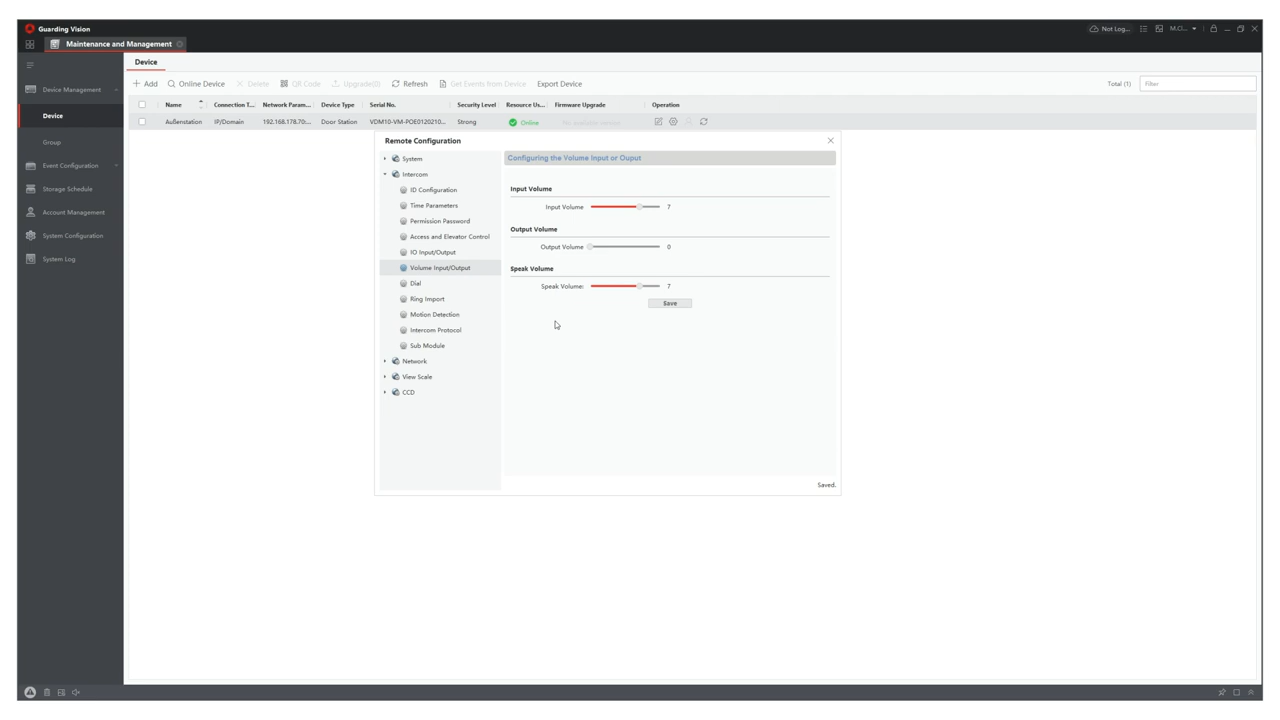 Guarding Vision
Not Log...
M.Cl...
Maintenance and Management
Device
Add
Online Device
Delete
QR Code
Upgrade(0)
Refresh
Get Events from Device
Export Device
Total (1)
Filter
Device Management
Device
Group
Event Configuration
Storage Schedule
Account Management
System Configuration
System Log
Name
Connection T...
Network Param...
Device Type
Serial No.
Security Level
Resource Us...
Firmware Upgrade
Operation
Außenstation
IP/Domain
192.168.178.70:...
Door Station
VDM10-VM-POE0120210...
Strong
Online
No available version
Remote Configuration
System
Intercom
ID Configuration
Time Parameters
Permission Password
Access and Elevator Control
IO Input/Output
Volume Input/Output
Dial
Ring Import
Motion Detection
Intercom Protocol
Sub Module
Network
View Scale
CCD
Configuring the Volume Input or Ouput
Input Volume
Input Volume 7
Output Volume
Output Volume 0
Speak Volume
Speak Volume: 7
Save
Saved.